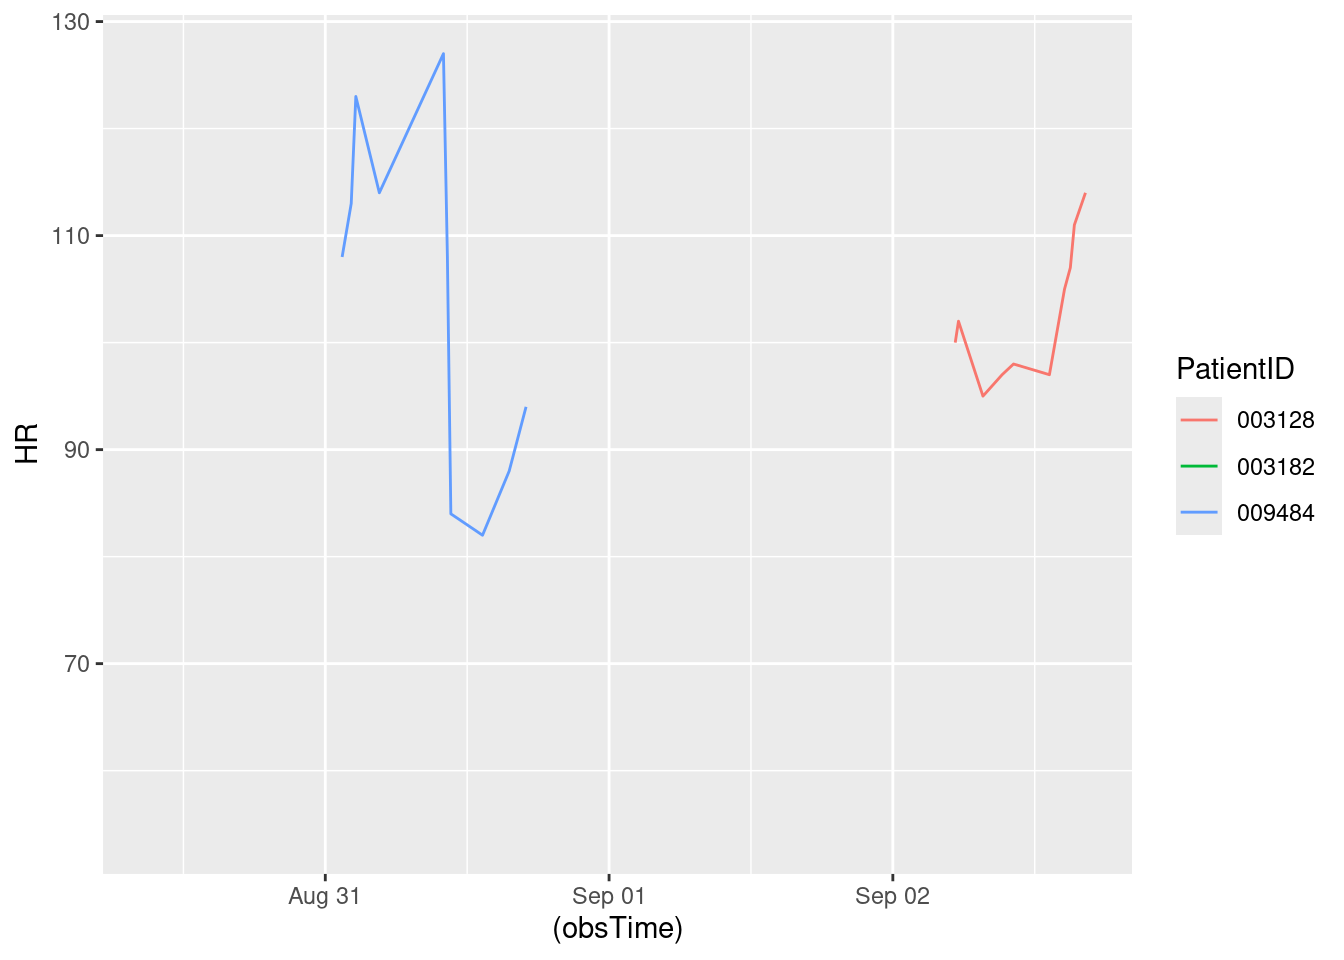 130
110
90
70
HR
Aug 31
Sep 01
Sep 02
(obsTime)
PatientID
003128
003182
009484